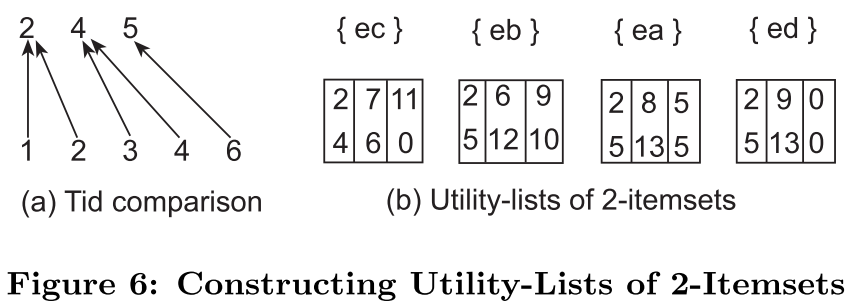 2 4 5
1 2 3 4 6
(a) Tid comparison
{ ec } { eb } { ea } { ed }
2 7 11 2 6 9 2 8 5 2 9 0
4 6 0 5 12 10 5 13 5 5 13 0
(b) Utility-lists of 2-itemsets
Figure 6: Constructing Utility-Lists of 2-Itemsets